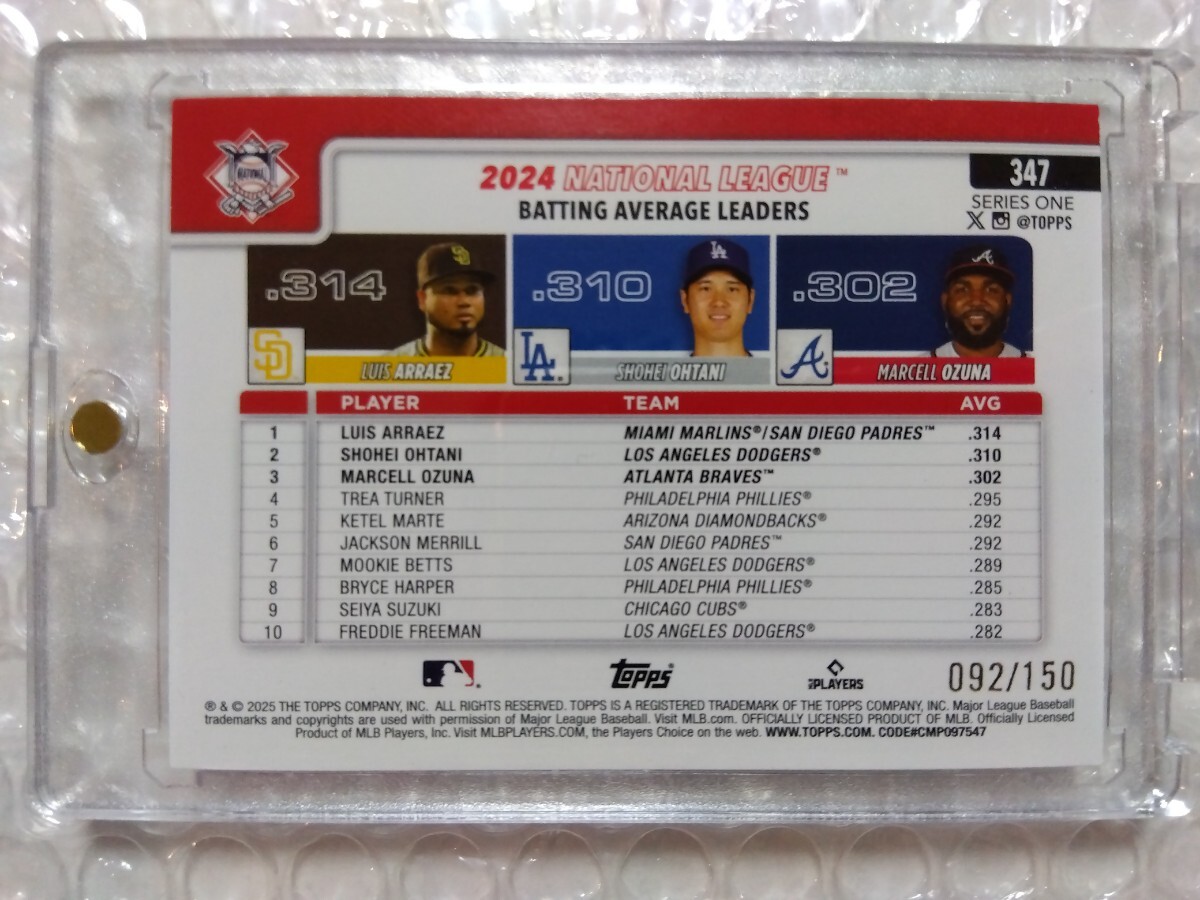 NATIONAL
2024 NATIONAL LEAGUE™
BATTING AVERAGE LEADERS
347
SERIES ONE
X @TOPPS
.314
SD
SD
LUIS ARRAEZ
.310
LA
LA
SHOHEI OHTANI
.302
A
A
MARCELL OZUNA
PLAYER TEAM AVG
1 LUIS ARRAEZ MIAMI MARLINS®/SAN DIEGO PADRES™ .314
2 SHOHEI OHTANI LOS ANGELES DODGERS® .310
3 MARCELL OZUNA ATLANTA BRAVES™ .302
4 TREA TURNER PHILADELPHIA PHILLIES® .295
5 KETEL MARTE ARIZONA DIAMONDBACKS® .292
6 JACKSON MERRILL SAN DIEGO PADRES™ .292
7 MOOKIE BETTS LOS ANGELES DODGERS® .289
8 BRYCE HARPER PHILADELPHIA PHILLIES® .285
9 SEIYA SUZUKI CHICAGO CUBS® .283
10 FREDDIE FREEMAN LOS ANGELES DODGERS® .282
topps®
PLAYERS
092/150
® & © 2025 THE TOPPS COMPANY, INC. ALL RIGHTS RESERVED. TOPPS IS A REGISTERED TRADEMARK OF THE TOPPS COMPANY, INC. Major League Baseball
trademarks and copyrights are used with permission of Major League Baseball. Visit MLB.com. OFFICIALLY LICENSED PRODUCT OF MLB. Officially Licensed
Product of MLB Players, Inc. Visit MLBPLAYERS.COM, the Players Choice on the web. WWW.TOPPS.COM. CODE#CMP097547